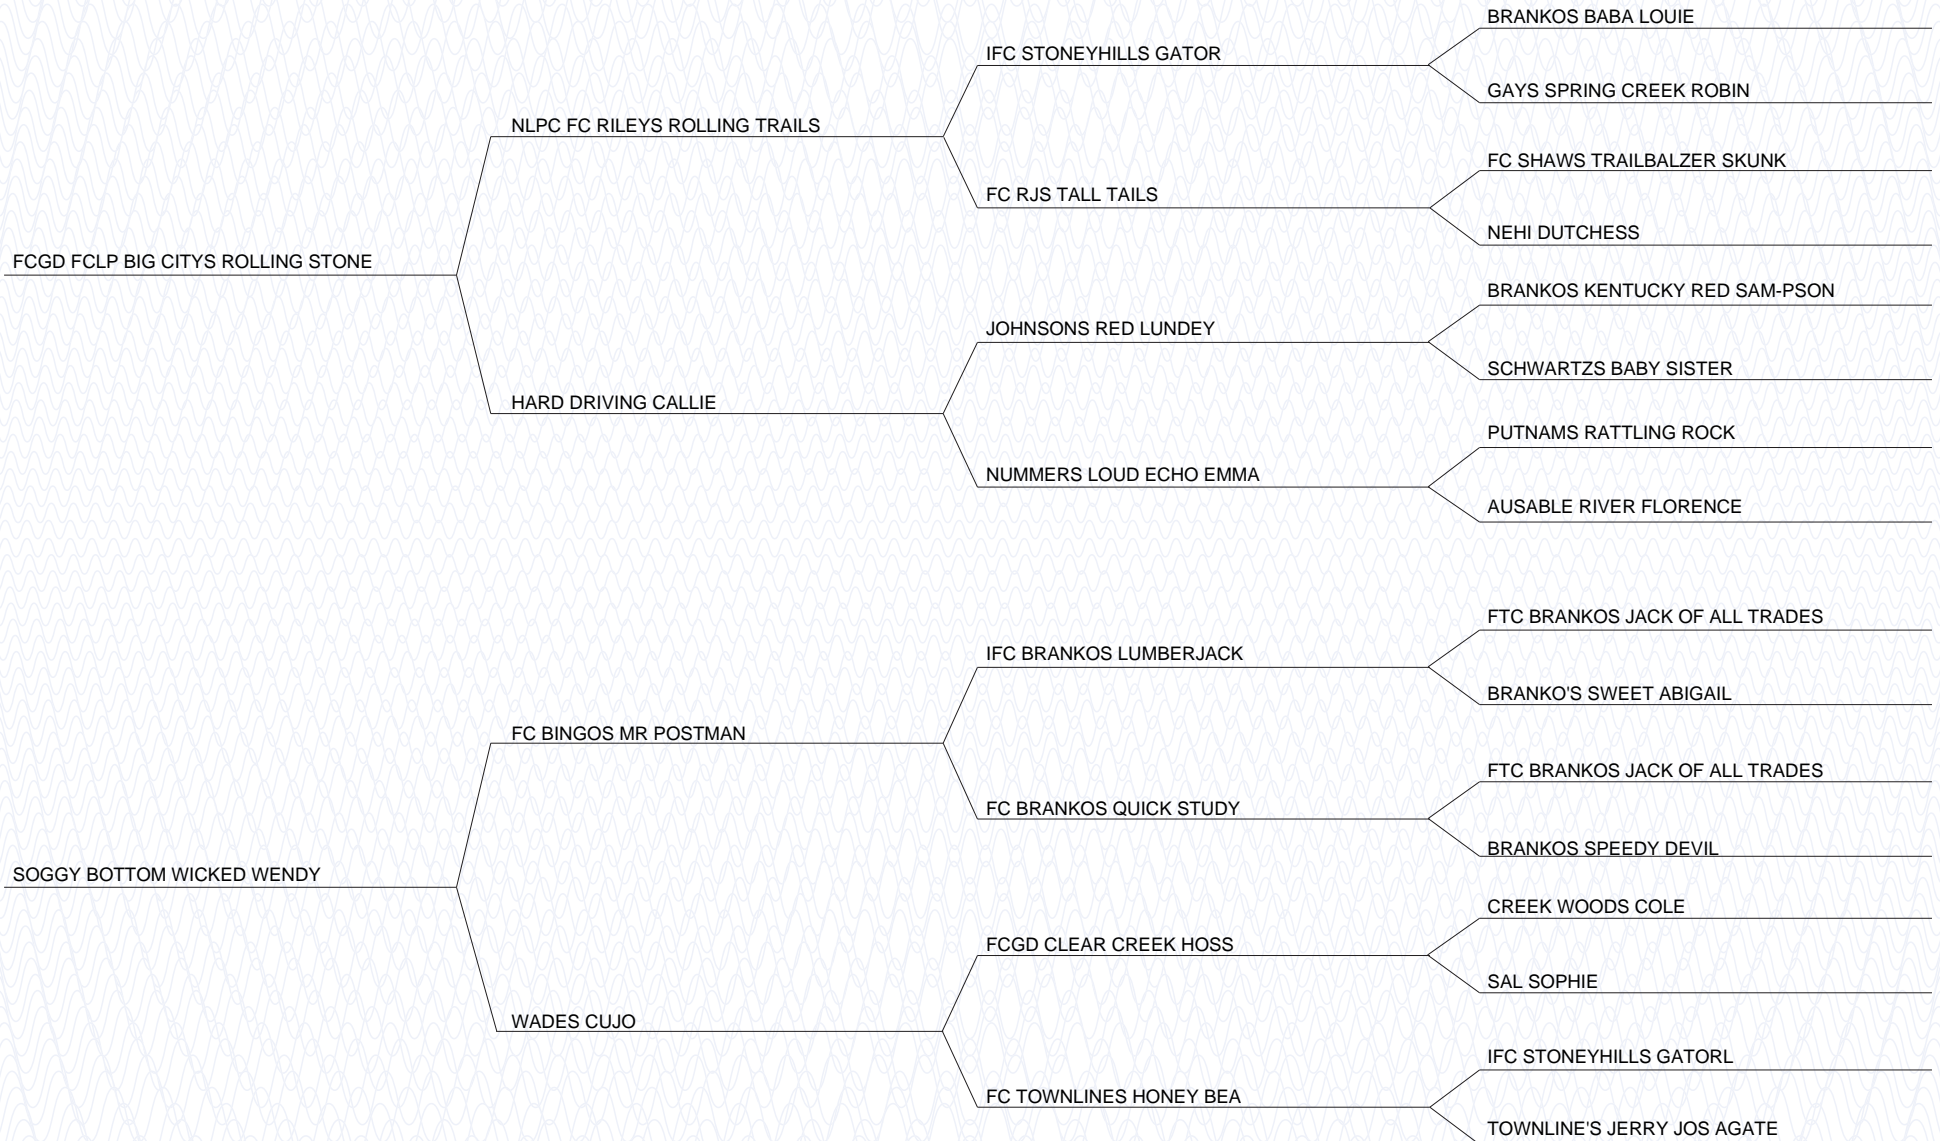 BRANKOS BABA LOUIE
IFC STONEYHILLS GATOR
GAYS SPRING CREEK ROBIN
NLPC FC RILEYS ROLLING TRAILS
FC SHAWS TRAILBALZER SKUNK
FC RJS TALL TAILS
NEHI DUTCHESS
FCGD FCLP BIG CITYS ROLLING STONE
BRANKOS KENTUCKY RED SAM-PSON
JOHNSONS RED LUNDEY
SCHWARTZS BABY SISTER
HARD DRIVING CALLIE
PUTNAMS RATTLING ROCK
NUMMERS LOUD ECHO EMMA
AUSABLE RIVER FLORENCE
FTC BRANKOS JACK OF ALL TRADES
IFC BRANKOS LUMBERJACK
BRANKO'S SWEET ABIGAIL
FC BINGOS MR POSTMAN
FTC BRANKOS JACK OF ALL TRADES
FC BRANKOS QUICK STUDY
BRANKOS SPEEDY DEVIL
SOGGY BOTTOM WICKED WENDY
CREEK WOODS COLE
FCGD CLEAR CREEK HOSS
SAL SOPHIE
WADES CUJO
IFC STONEYHILLS GATORL
FC TOWNLINES HONEY BEA
TOWNLINE'S JERRY JOS AGATE